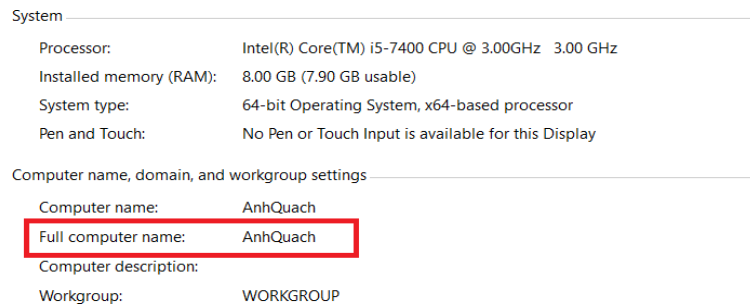 System
Processor: Intel(R) Core(TM) i5-7400 CPU @ 3.00GHz 3.00 GHz
Installed memory (RAM): 8.00 GB (7.90 GB usable)
System type: 64-bit Operating System, x64-based processor
Pen and Touch: No Pen or Touch Input is available for this Display
Computer name, domain, and workgroup settings
Computer name: AnhQuach
Full computer name: AnhQuach
Computer description:
Workgroup: WORKGROUP